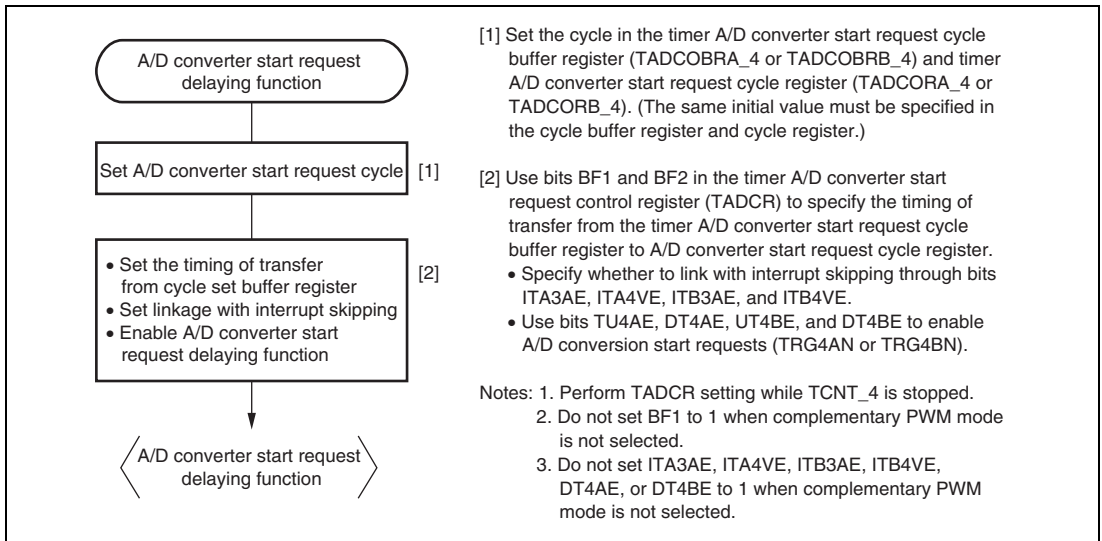 A/D converter start request
delaying function
Set A/D converter start request cycle [1]
• Set the timing of transfer
from cycle set buffer register
• Set linkage with interrupt skipping
• Enable A/D converter start
request delaying function
[2]
A/D converter start request
delaying function
[1] Set the cycle in the timer A/D converter start request cycle
buffer register (TADCOBRA_4 or TADCOBRB_4) and timer
A/D converter start request cycle register (TADCORA_4 or
TADCORB_4). (The same initial value must be specified in
the cycle buffer register and cycle register.)
[2] Use bits BF1 and BF2 in the timer A/D converter start
request control register (TADCR) to specify the timing of
transfer from the timer A/D converter start request cycle
buffer register to A/D converter start request cycle register.
• Specify whether to link with interrupt skipping through bits
ITA3AE, ITA4VE, ITB3AE, and ITB4VE.
• Use bits TU4AE, DT4AE, UT4BE, and DT4BE to enable
A/D conversion start requests (TRG4AN or TRG4BN).
Notes: 1. Perform TADCR setting while TCNT_4 is stopped.
2. Do not set BF1 to 1 when complementary PWM mode
is not selected.
3. Do not set ITA3AE, ITA4VE, ITB3AE, ITB4VE,
DT4AE, or DT4BE to 1 when complementary PWM
mode is not selected.